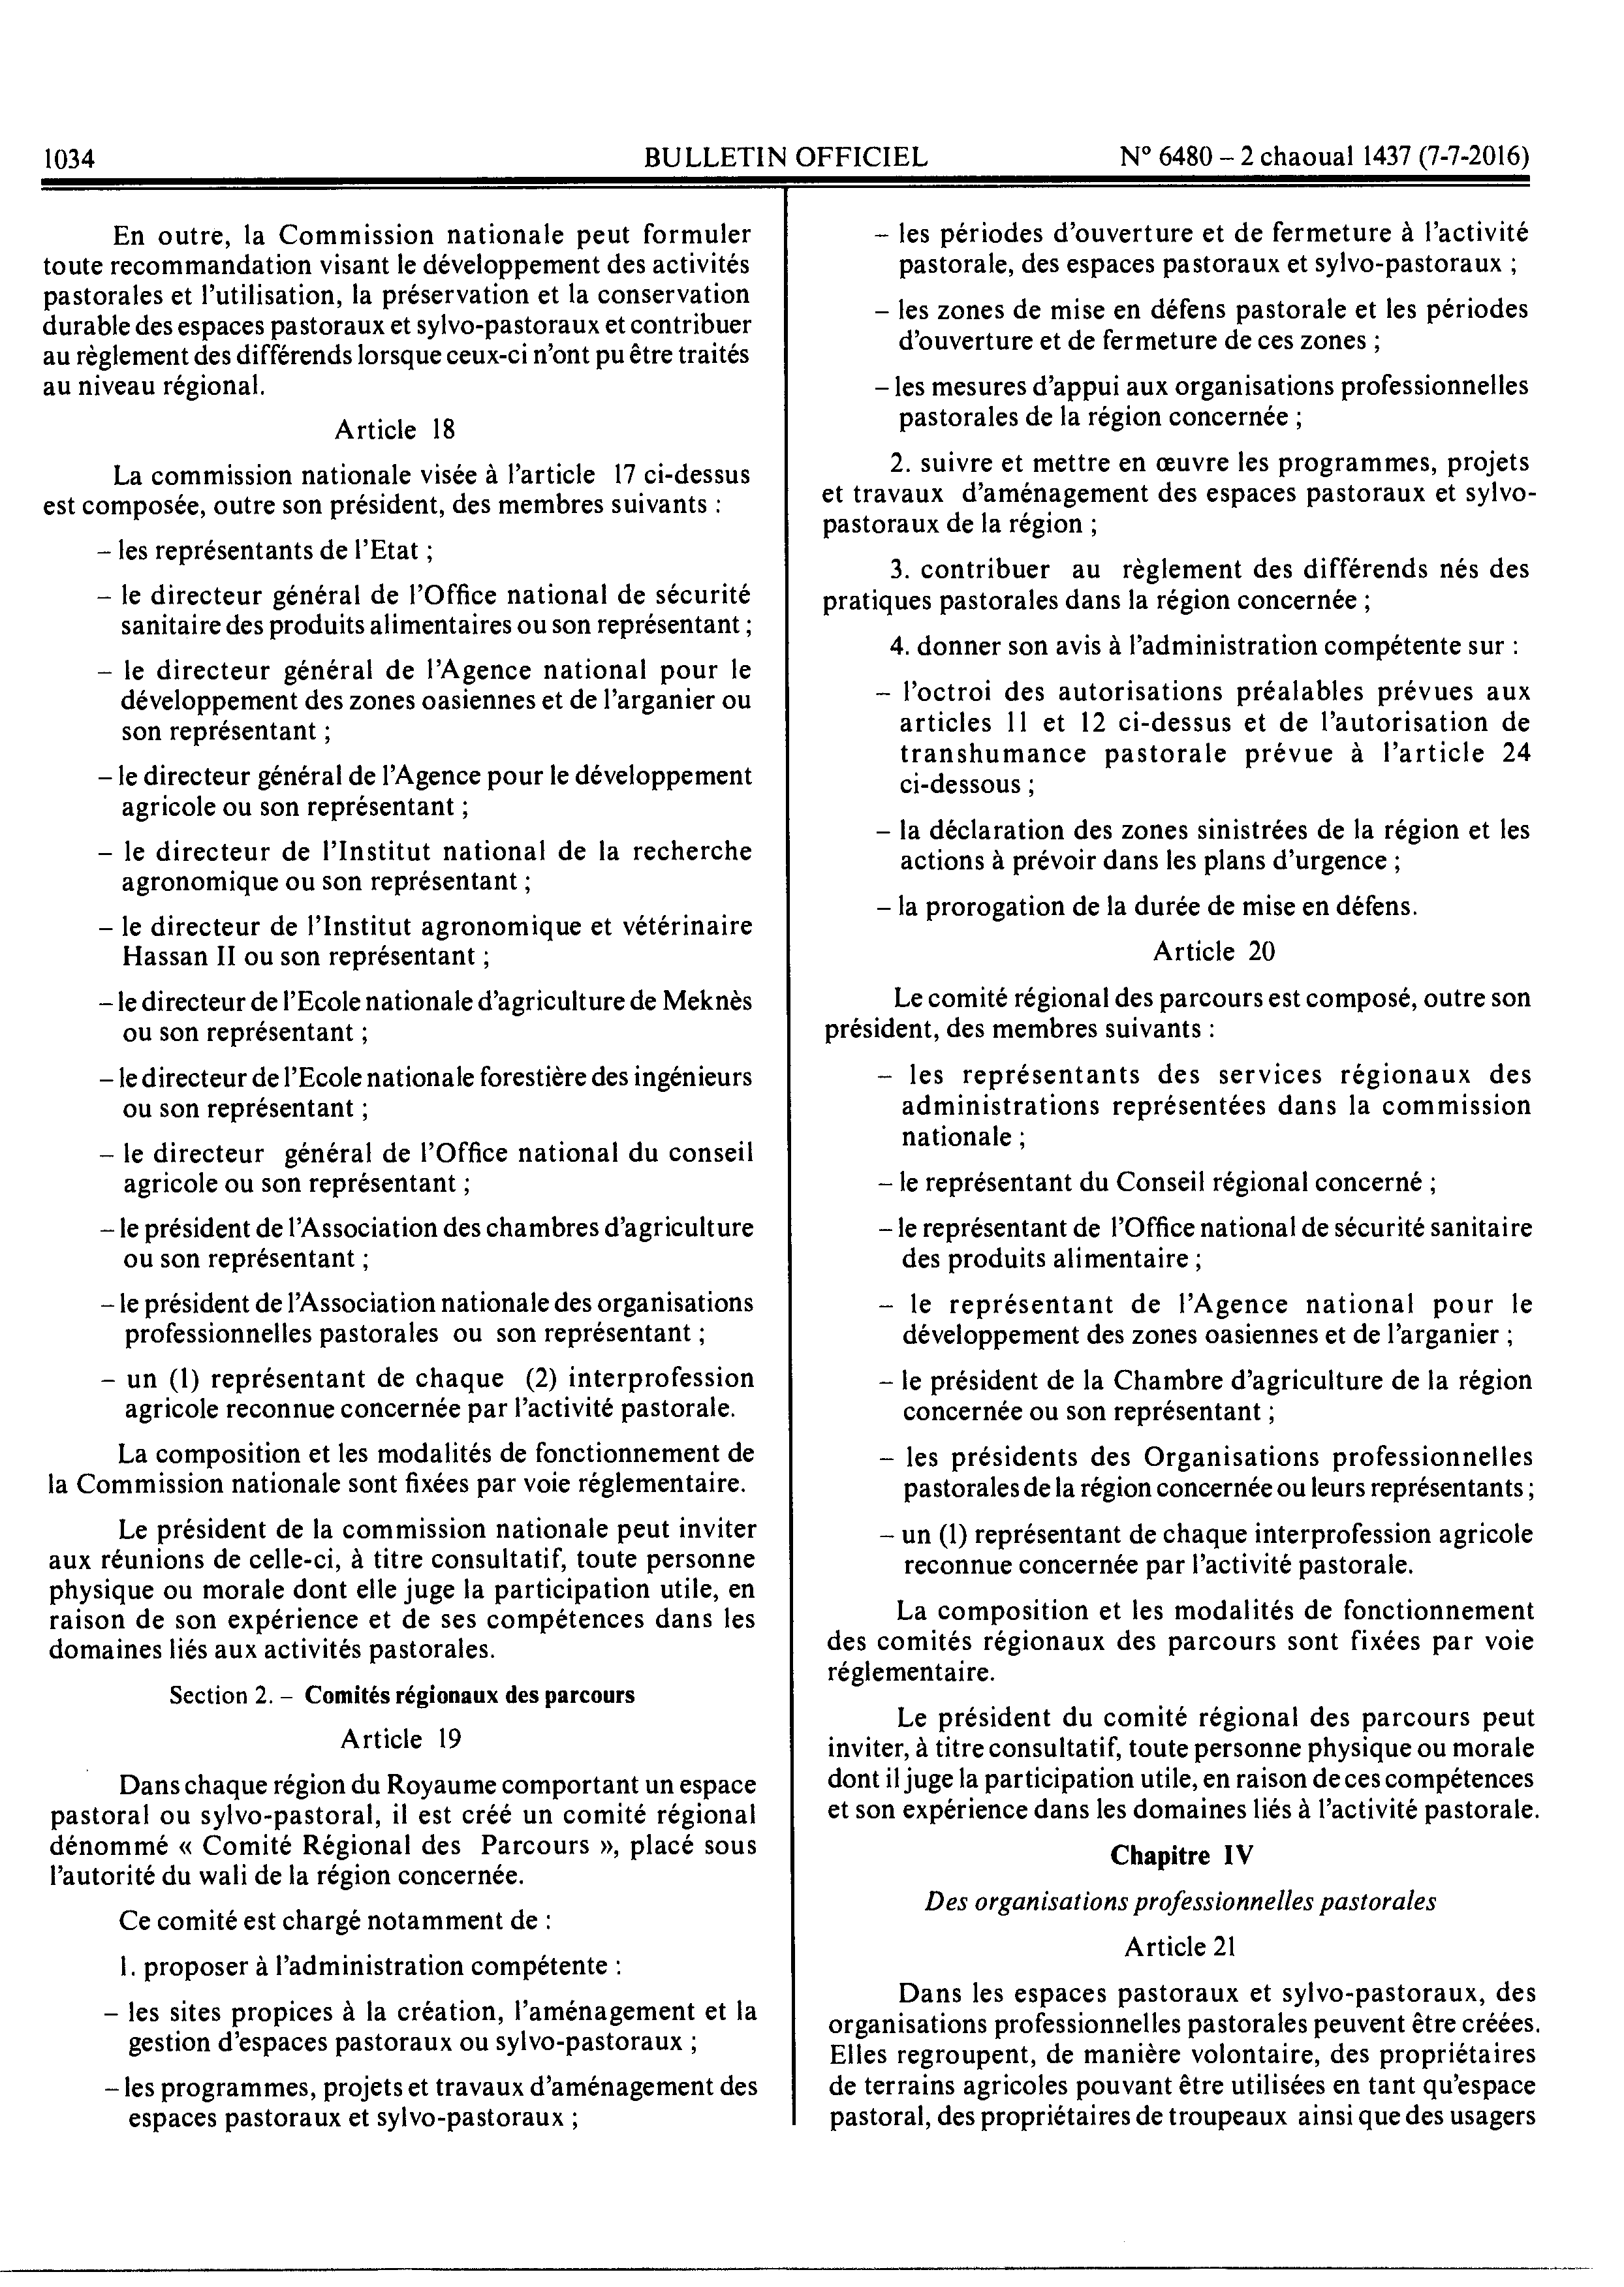 1034
BULLETIN OFFICIEL
N° 6480 – 2 chaoual 1437 (7-7-2016)
En outre, la Commission nationale peut formuler
toute recommandation visant le développement des activités
pastorales et l'utilisation, la préservation et la conservation
durable des espaces pastoraux et sylvo-pastoraux et contribuer
au règlement des différends lorsque ceux-ci n'ont pu être traités
au niveau régional.
Article 18
La commission nationale visée à l'article 17 ci-dessus
est composée, outre son président, des membres suivants :
– les représentants de l'Etat ;
– le directeur général de l'Office national de sécurité
sanitaire des produits alimentaires ou son représentant ;
– le directeur général de l'Agence national pour le
développement des zones oasiennes et de l'arganier ou
son représentant ;
– le directeur général de l'Agence pour le développement
agricole ou son représentant ;
– le directeur de l'Institut national de la recherche
agronomique ou son représentant ;
– le directeur de l'Institut agronomique et vétérinaire
Hassan II ou son représentant ;
– le directeur de l'Ecole nationale d'agriculture de Meknès
ou son représentant ;
– le directeur de l'Ecole nationale forestière des ingénieurs
ou son représentant ;
– le directeur général de l'Office national du conseil
agricole ou son représentant ;
– le président de l'Association des chambres d'agriculture
ou son représentant ;
– le président de l'Association nationale des organisations
professionnelles pastorales ou son représentant ;
– un (1) représentant de chaque (2) interprofession
agricole reconnue concernée par l'activité pastorale.
La composition et les modalités de fonctionnement de
la Commission nationale sont fixées par voie réglementaire.
Le président de la commission nationale peut inviter
aux réunions de celle-ci, à titre consultatif, toute personne
physique ou morale dont elle juge la participation utile, en
raison de son expérience et de ses compétences dans les
domaines liés aux activités pastorales.
Section 2. – Comités régionaux des parcours
Article 19
Dans chaque région du Royaume comportant un espace
pastoral ou sylvo-pastoral, il est créé un comité régional
dénommé « Comité Régional des Parcours », placé sous
l'autorité du wali de la région concernée.
Ce comité est chargé notamment de :
1. proposer à l'administration compétente :
– les sites propices à la création, l'aménagement et la
gestion d'espaces pastoraux ou sylvo-pastoraux ;
– les programmes, projets et travaux d'aménagement des
espaces pastoraux et sylvo-pastoraux ;
– les périodes d'ouverture et de fermeture à l'activité
pastorale, des espaces pastoraux et sylvo-pastoraux ;
– les zones de mise en défens pastorale et les périodes
d'ouverture et de fermeture de ces zones ;
– les mesures d'appui aux organisations professionnelles
pastorales de la région concernée ;
2. suivre et mettre en œuvre les programmes, projets
et travaux d'aménagement des espaces pastoraux et sylvo-
pastoraux de la région ;
3. contribuer au règlement des différends nés des
pratiques pastorales dans la région concernée ;
4. donner son avis à l'administration compétente sur :
– l'octroi des autorisations préalables prévues aux
articles 11 et 12 ci-dessus et de l'autorisation de
transhumance pastorale prévue à l'article 24
ci-dessous ;
– la déclaration des zones sinistrées de la région et les
actions à prévoir dans les plans d'urgence ;
– la prorogation de la durée de mise en défens.
Article 20
Le comité régional des parcours est composé, outre son
président, des membres suivants :
– les représentants des services régionaux des
administrations représentées dans la commission
nationale ;
– le représentant du Conseil régional concerné ;
– le représentant de l'Office national de sécurité sanitaire
des produits alimentaire ;
– le représentant de l'Agence national pour le
développement des zones oasiennes et de l'arganier ;
– le président de la Chambre d'agriculture de la région
concernée ou son représentant ;
– les présidents des Organisations professionnelles
pastorales de la région concernée ou leurs représentants ;
– un (1) représentant de chaque interprofession agricole
reconnue concernée par l'activité pastorale.
La composition et les modalités de fonctionnement
des comités régionaux des parcours sont fixées par voie
réglementaire.
Le président du comité régional des parcours peut
inviter, à titre consultatif, toute personne physique ou morale
dont il juge la participation utile, en raison de ces compétences
et son expérience dans les domaines liés à l'activité pastorale.
Chapitre IV
Des organisations professionnelles pastorales
Article 21
Dans les espaces pastoraux et sylvo-pastoraux, des
organisations professionnelles pastorales peuvent être créées.
Elles regroupent, de manière volontaire, des propriétaires
de terrains agricoles pouvant être utilisées en tant qu'espace
pastoral, des propriétaires de troupeaux ainsi que des usagers